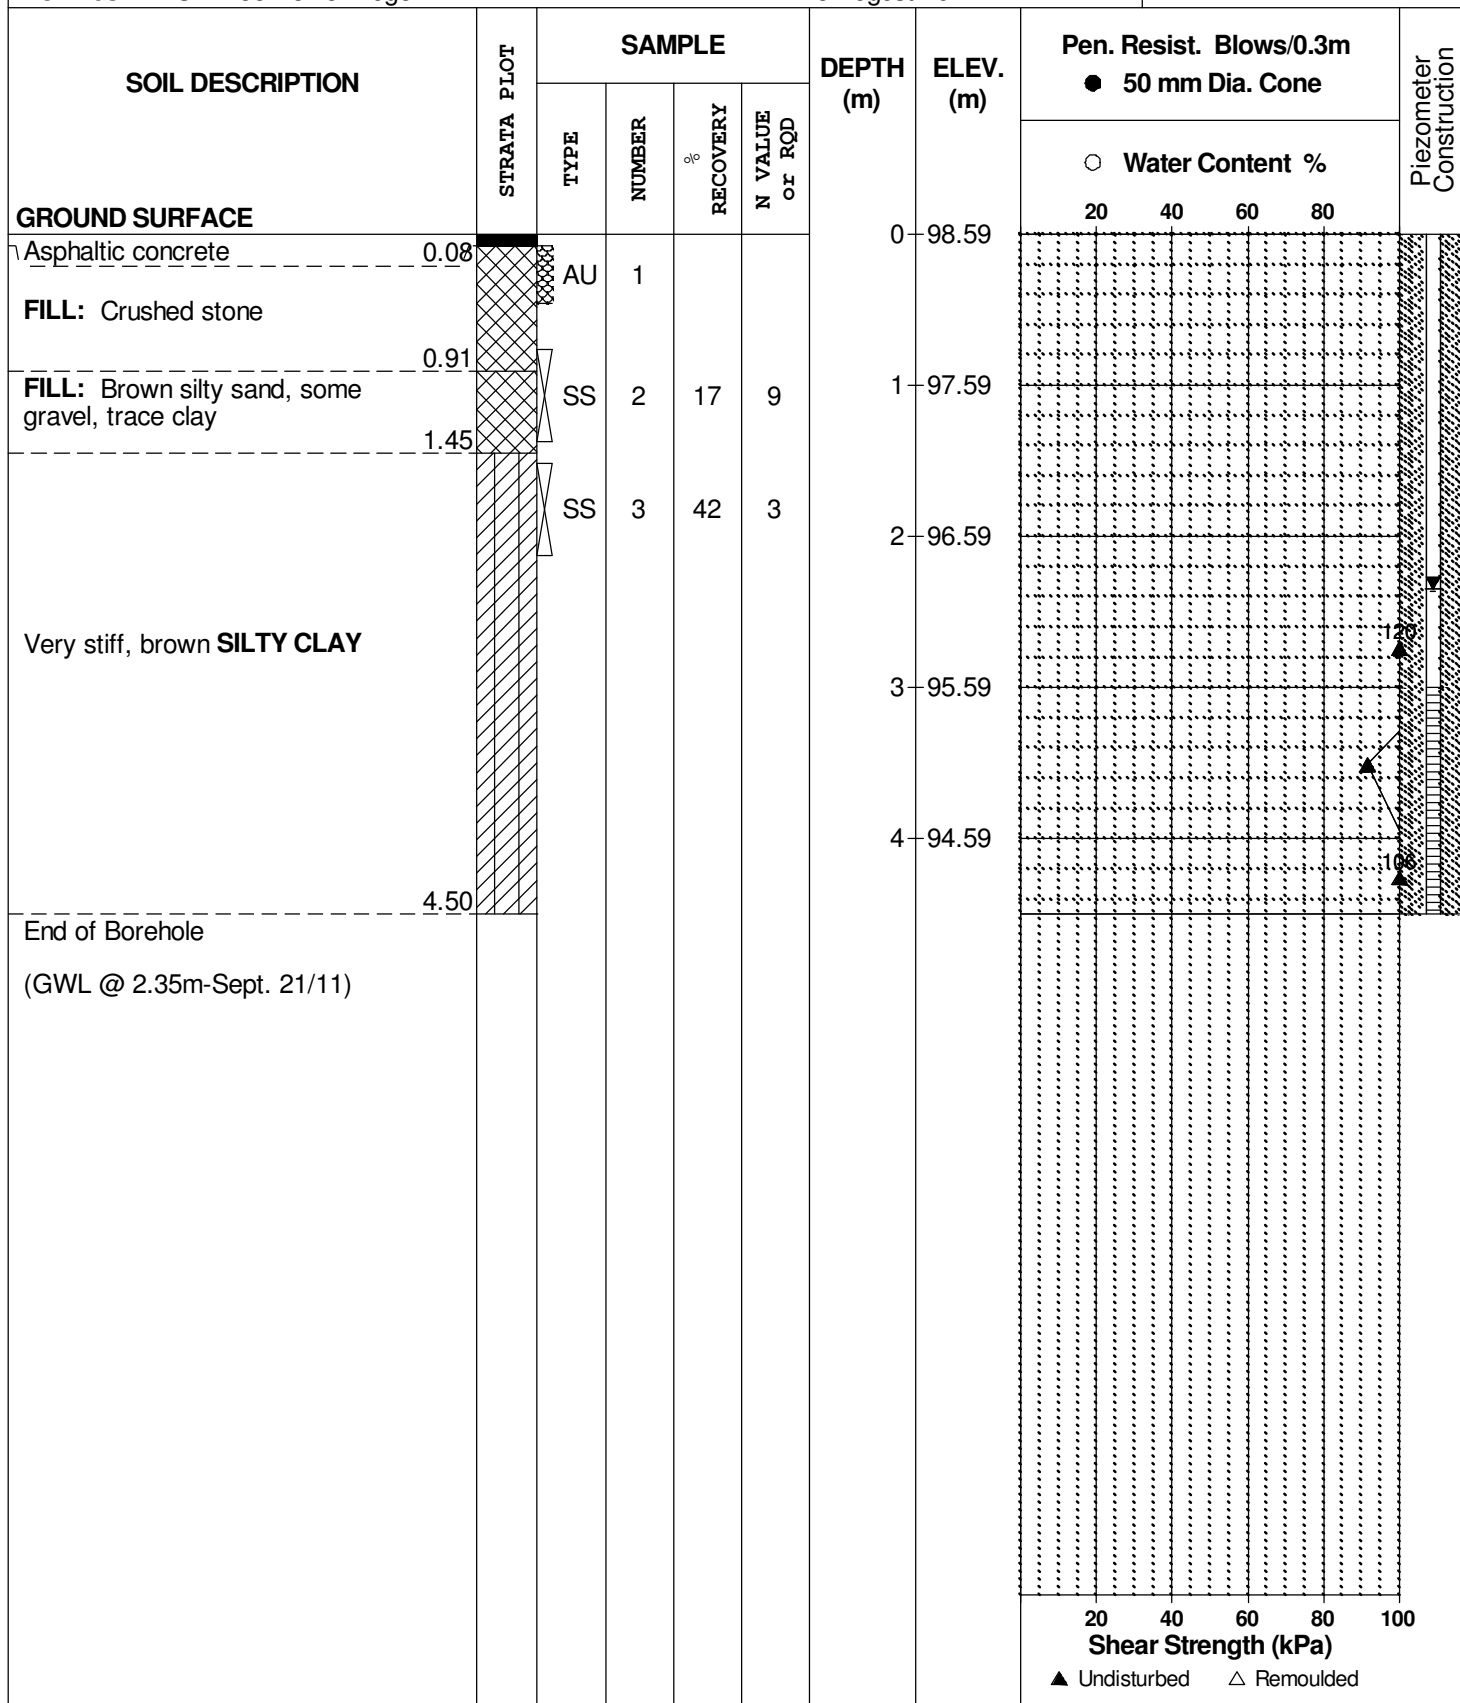 SOIL DESCRIPTION
GROUND SURFACE
STRATA PLOT
SAMPLE
TYPE
NUMBER
% RECOVERY
N VALUE or RQD
DEPTH (m)
ELEV. (m)
Pen. Resist. Blows/0.3m
● 50 mm Dia. Cone
○ Water Content %
20 40 60 80
Piezometer Construction
0 98.59
Asphaltic concrete 0.08
AU 1
FILL: Crushed stone
0.91
FILL: Brown silty sand, some
gravel, trace clay
1.45
SS 2 17 9
1 97.59
SS 3 42 3
2 96.59
Very stiff, brown SILTY CLAY
120
3 95.59
4 94.59
106
4.50
End of Borehole
(GWL @ 2.35m-Sept. 21/11)
20 40 60 80 100
Shear Strength (kPa)
▲ Undisturbed △ Remoulded